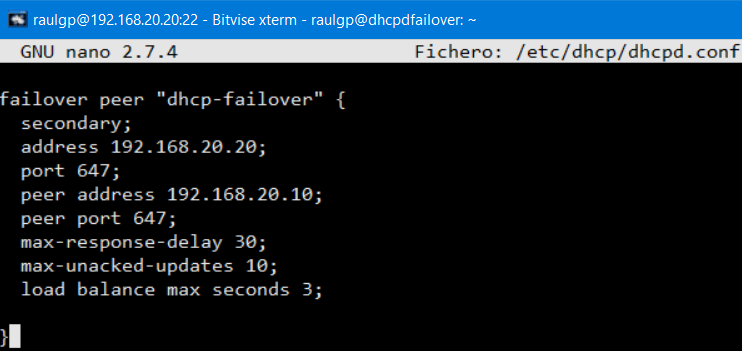 raulgp@192.168.20.20:22 - Bitvise xterm - raulgp@dhcpdfailover: ~
GNU nano 2.7.4 Fichero: /etc/dhcp/dhcpd.conf
failover peer "dhcp-failover" {
  secondary;
  address 192.168.20.20;
  port 647;
  peer address 192.168.20.10;
  peer port 647;
  max-response-delay 30;
  max-unacked-updates 10;
  load balance max seconds 3;
}